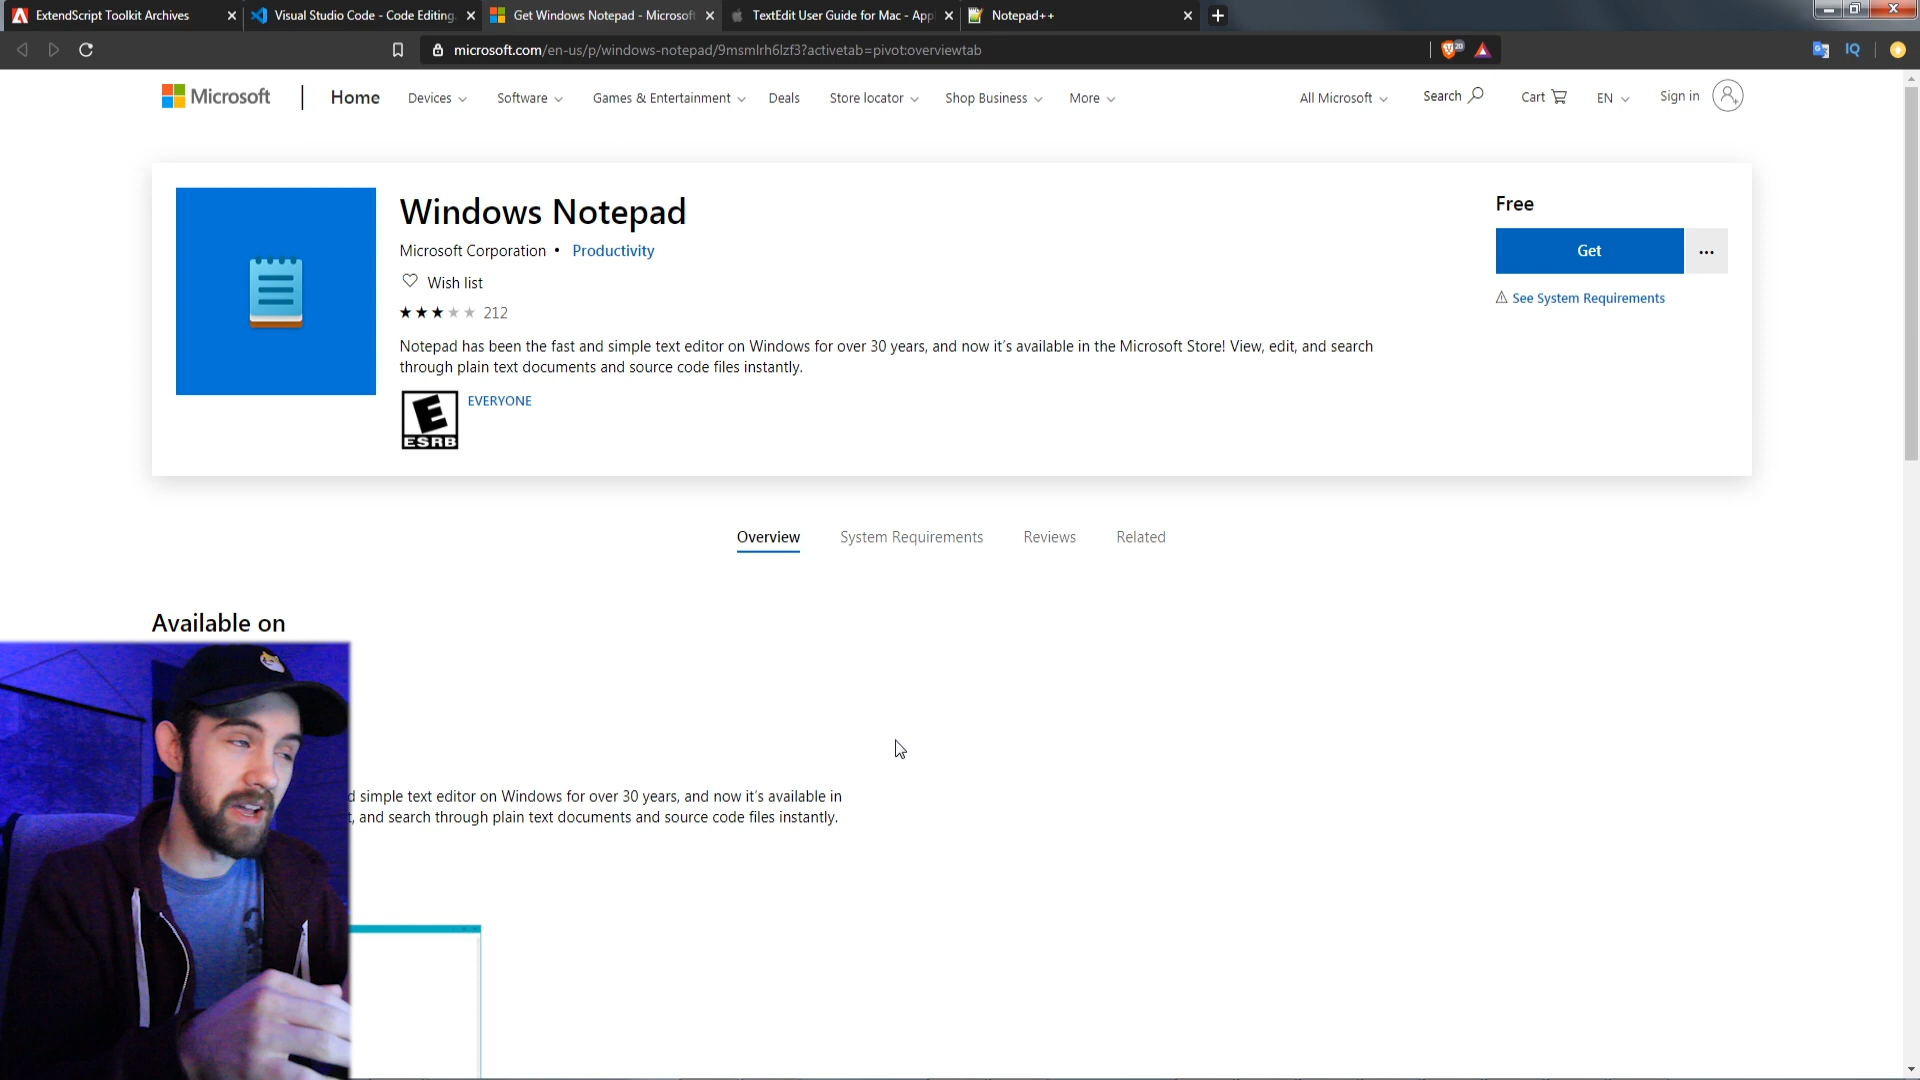 ExtendScript Toolkit Archives
Visual Studio Code - Code Editing.
Get Windows Notepad - Microsoft
TextEdit User Guide for Mac - App
Notepad++
microsoft.com/en-us/p/windows-notepad/9msmlrh6lzf3?activetab=pivot:overviewtab
20
IQ
Microsoft
Home
Devices
Software
Games & Entertainment
Deals
Store locator
Shop Business
More
All Microsoft
Search
Cart
EN
Sign in
Windows Notepad
Microsoft Corporation • Productivity
Wish list
212
Notepad has been the fast and simple text editor on Windows for over 30 years, and now it's available in the Microsoft Store! View, edit, and search
through plain text documents and source code files instantly.
E
ESRB
EVERYONE
Free
Get
...
See System Requirements
Overview
System Requirements
Reviews
Related
Available on
simple text editor on Windows for over 30 years, and now it's available in
, and search through plain text documents and source code files instantly.